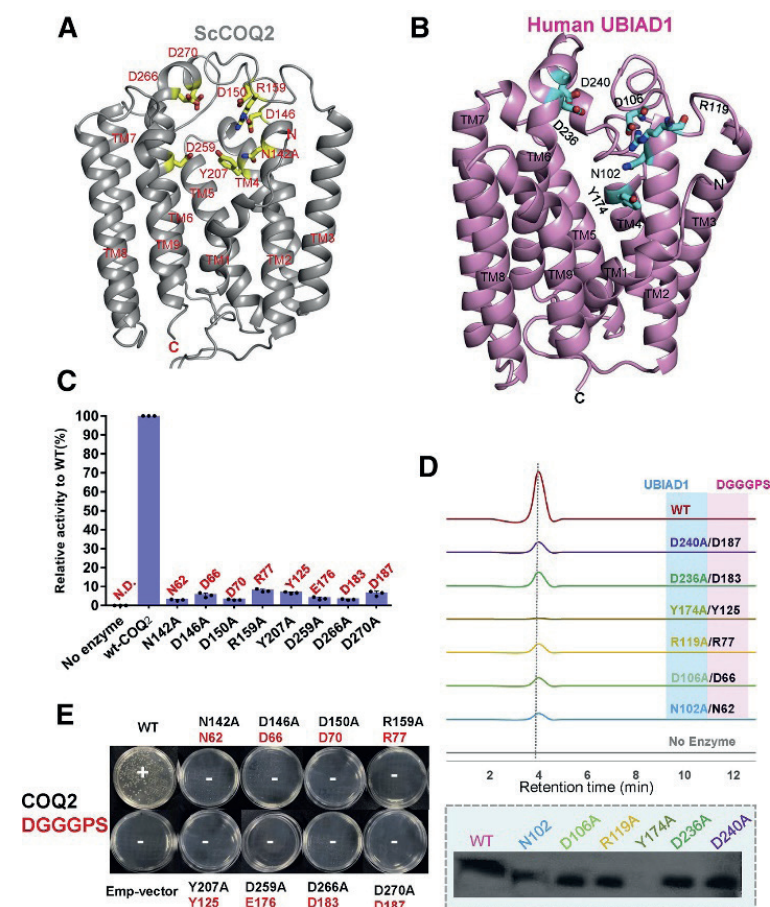 A
ScCOQ2
D270
D266
D150
R159
D146
N
TM7
D259
N142A
Y207
TM4
TM5
TM6
TM8
TM9
TM1
TM2
TM3
C
B
Human UBIAD1
D240
D106
R119
TM7
D236
TM6
N102
Y174
N
TM4
TM3
TM5
TM8
TM9
TM1
TM2
C
C
Relative activity to WT(%)
100
90
80
70
60
50
40
30
20
10
0
N.D.
N62
D66
D70
R77
Y125
E176
D183
D187
No enzyme
wt-COQ2
N142A
D146A
D150A
R159A
Y207A
D259A
D266A
D270A
D
UBIAD1 DGGGPS
WT
D240A/D187
D236A/D183
Y174A/Y125
R119A/R77
D106A/D66
N102A/N62
No Enzyme
2 4 6 8 10 12
Retention time (min)
WT N102 D106A R119A Y174A D236A D240A
E
WT N142A D146A D150A R159A
N62 D66 D70 R77
+ - - - -
COQ2
DGGGPS
- - - - -
Emp-vector Y207A D259A D266A D270A
Y125 E176 D183 D187